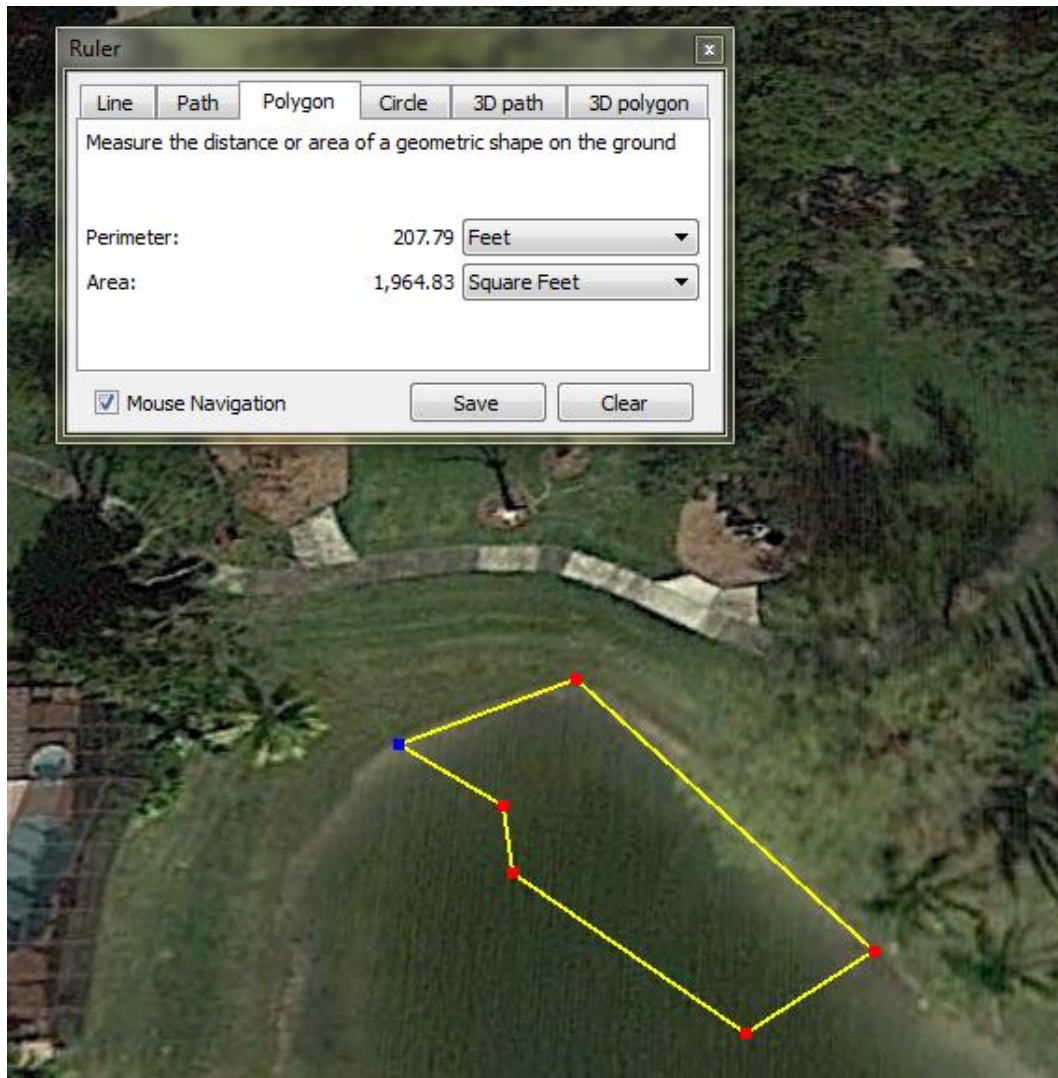 Ruler
Line Path Polygon Circle 3D path 3D polygon
Measure the distance or area of a geometric shape on the ground
Perimeter: 207.79 Feet
Area: 1,964.83 Square Feet
Mouse Navigation Save Clear